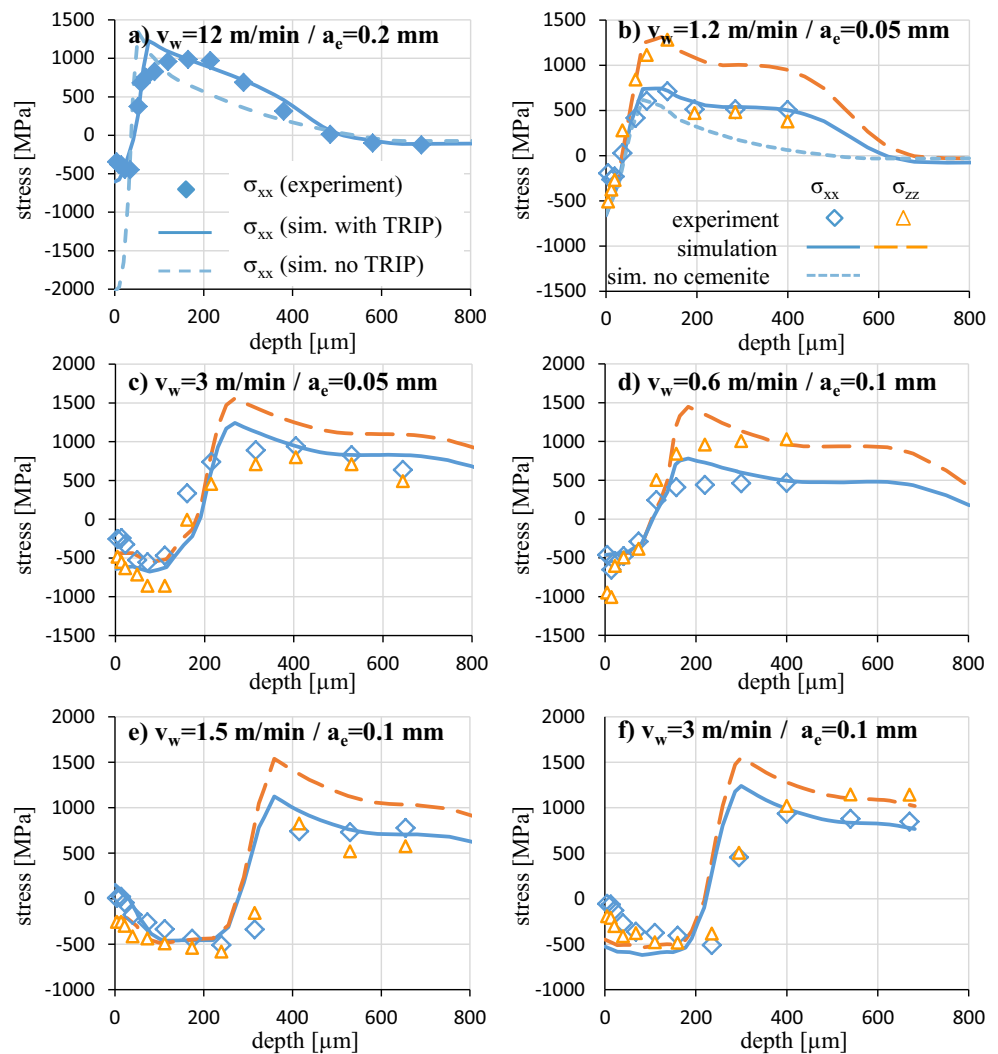 a) v_w=12 m/min / a_e=0.2 mm
1500
1000
500
0
-500
-1000
-1500
-2000
stress [MPa]
σ_xx (experiment)
σ_xx (sim. with TRIP)
σ_xx (sim. no TRIP)
0 200 400 600 800
depth [µm]
b) v_w=1.2 m/min / a_e=0.05 mm
1500
1000
500
0
-500
-1000
-1500
stress [MPa]
σ_xx σ_zz
experiment
simulation
sim. no cemenite
0 200 400 600 800
depth [µm]
c) v_w=3 m/min / a_e=0.05 mm
2000
1500
1000
500
0
-500
-1000
-1500
stress [MPa]
0 200 400 600 800
depth [µm]
d) v_w=0.6 m/min / a_e=0.1 mm
2000
1500
1000
500
0
-500
-1000
-1500
stress [MPa]
0 200 400 600 800
depth [µm]
e) v_w=1.5 m/min / a_e=0.1 mm
2000
1500
1000
500
0
-500
-1000
stress [MPa]
0 200 400 600 800
depth [µm]
f) v_w=3 m/min / a_e=0.1 mm
2000
1500
1000
500
0
-500
-1000
stress [MPa]
0 200 400 600 800
depth [µm]